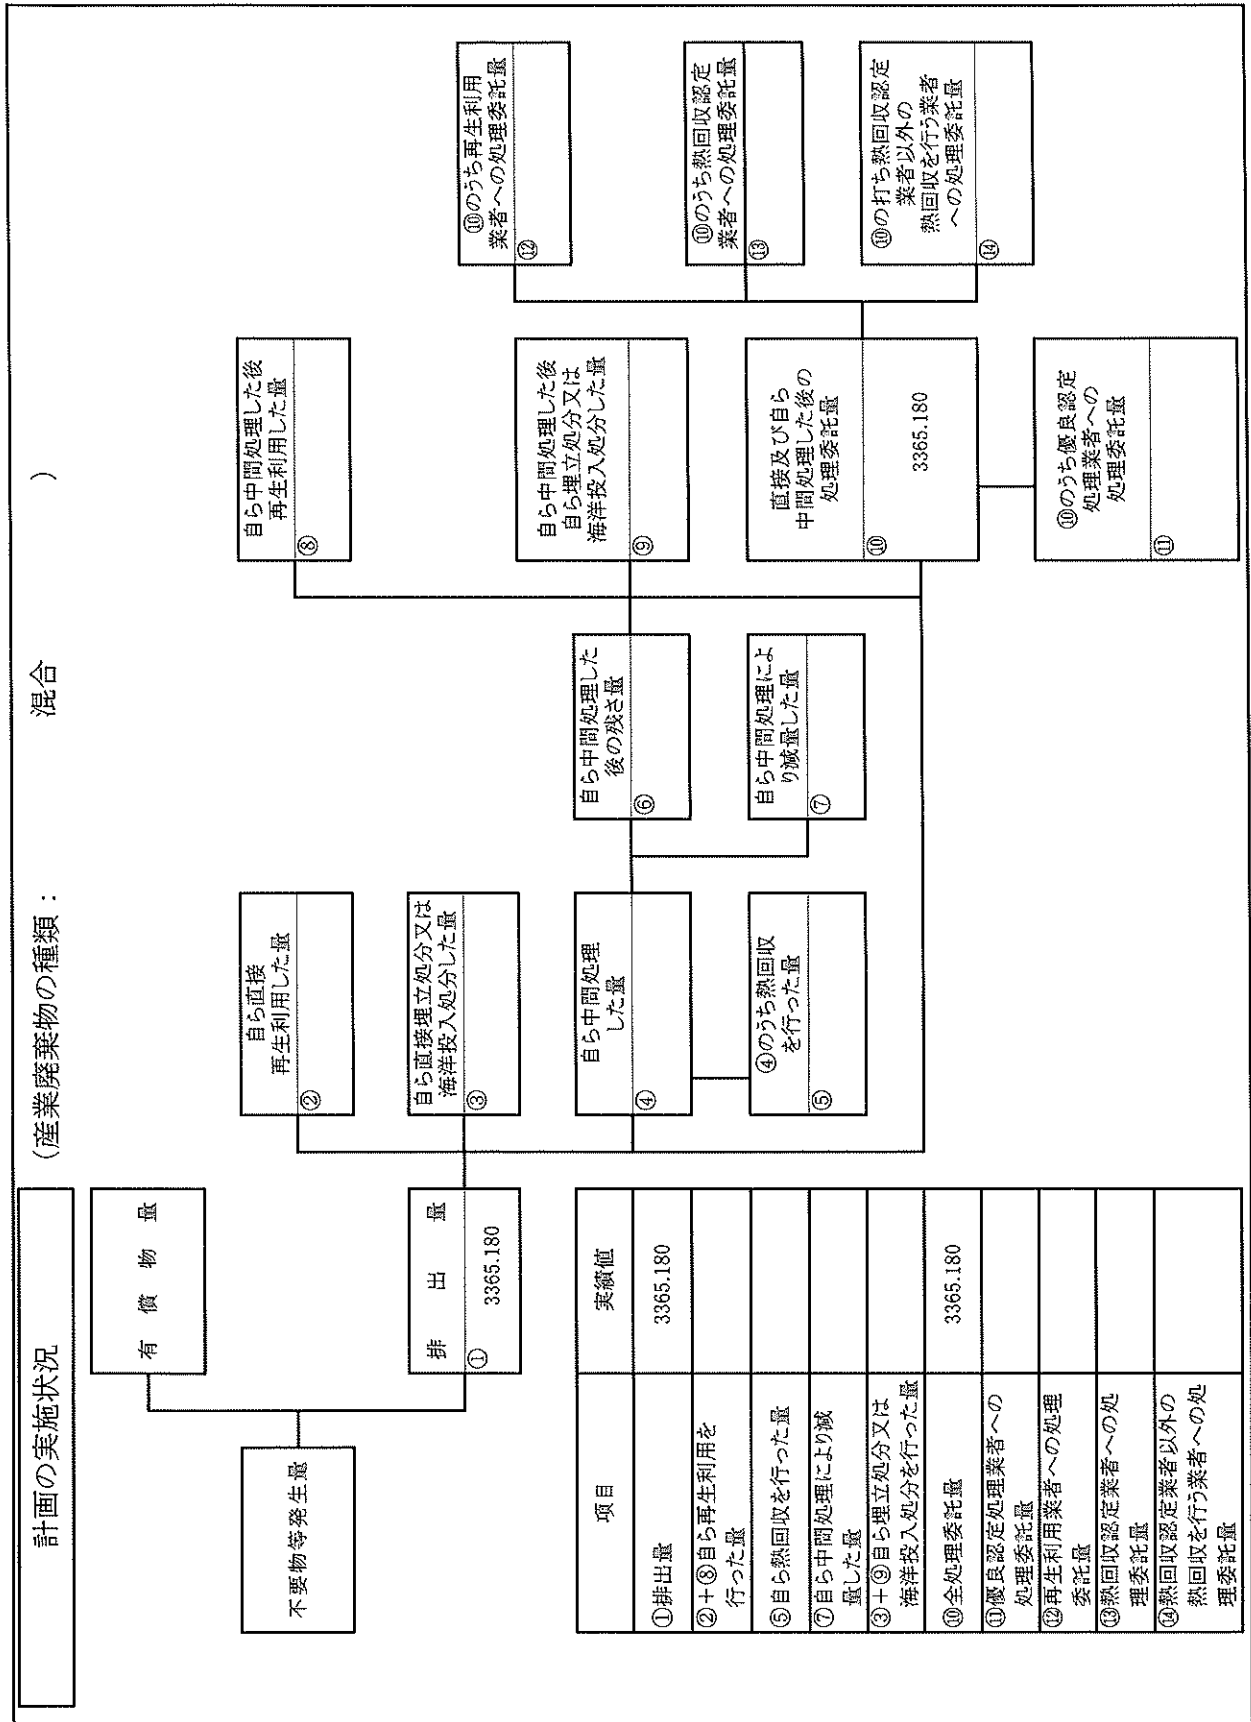 計画の実施状況
(産業廃棄物の種類: 混合 )
不要物等発生量
有償物量
排出量
①
3365.180
自ら直接
再生利用した量
②
自ら直接埋立処分又は
海洋投入処分した量
③
自ら中間処理
した量
④
④のうち熱回収
を行った量
⑤
自ら中間処理した
後の残さ量
⑥
自ら中間処理によ
り減量した量
⑦
自ら中間処理した後
再生利用した量
⑧
自ら中間処理した後
自ら埋立処分又は
海洋投入処分した量
⑨
直接及び自ら
中間処理した後の
処理委託量
⑩
3365.180
⑩のうち優良認定
処理業者への
処理委託量
⑪
⑩のうち再生利用
業者への処理委託量
⑫
⑩のうち熱回収認定
業者への処理委託量
⑬
⑩の打ち熱回収認定
業者以外の
熱回収を行う業者
への処理委託量
⑭
項目 実績値
①排出量 3365.180
②+⑧自ら再生利用を
行った量
⑤自ら熱回収を行った量
⑦自ら中間処理により減
量した量
③+⑨自ら埋立処分又は
海洋投入処分を行った量
⑩全処理委託量 3365.180
⑪優良認定処理業者への
処理委託量
⑫再生利用業者への処理
委託量
⑬熱回収認定業者への処
理委託量
⑭熱回収認定業者以外の
熱回収を行う業者への処
理委託量